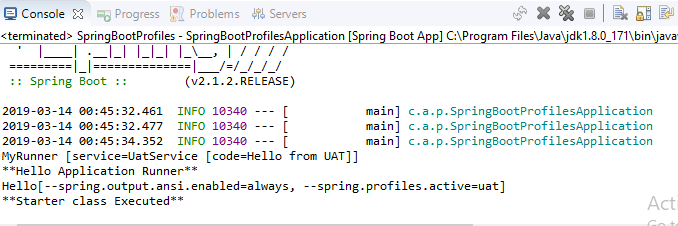 Console Progress Problems Servers
<terminated> SpringBootProfiles - SpringBootProfilesApplication [Spring Boot App] C:\Program Files\Java\jdk1.8.0_171\bin\java
  '  |____| .__|_| |_|_| |_\__, | / / / /
 =========|_|==============|___/=/_/_/_/
 :: Spring Boot ::        (v2.1.2.RELEASE)
2019-03-14 00:45:32.461  INFO 10340 --- [           main] c.a.p.SpringBootProfilesApplication
2019-03-14 00:45:32.477  INFO 10340 --- [           main] c.a.p.SpringBootProfilesApplication
2019-03-14 00:45:34.352  INFO 10340 --- [           main] c.a.p.SpringBootProfilesApplication
MyRunner [service=UatService [code=Hello from UAT]]
**Hello Application Runner**
Hello[--spring.output.ansi.enabled=always, --spring.profiles.active=uat]
**Starter class Executed**
Acti